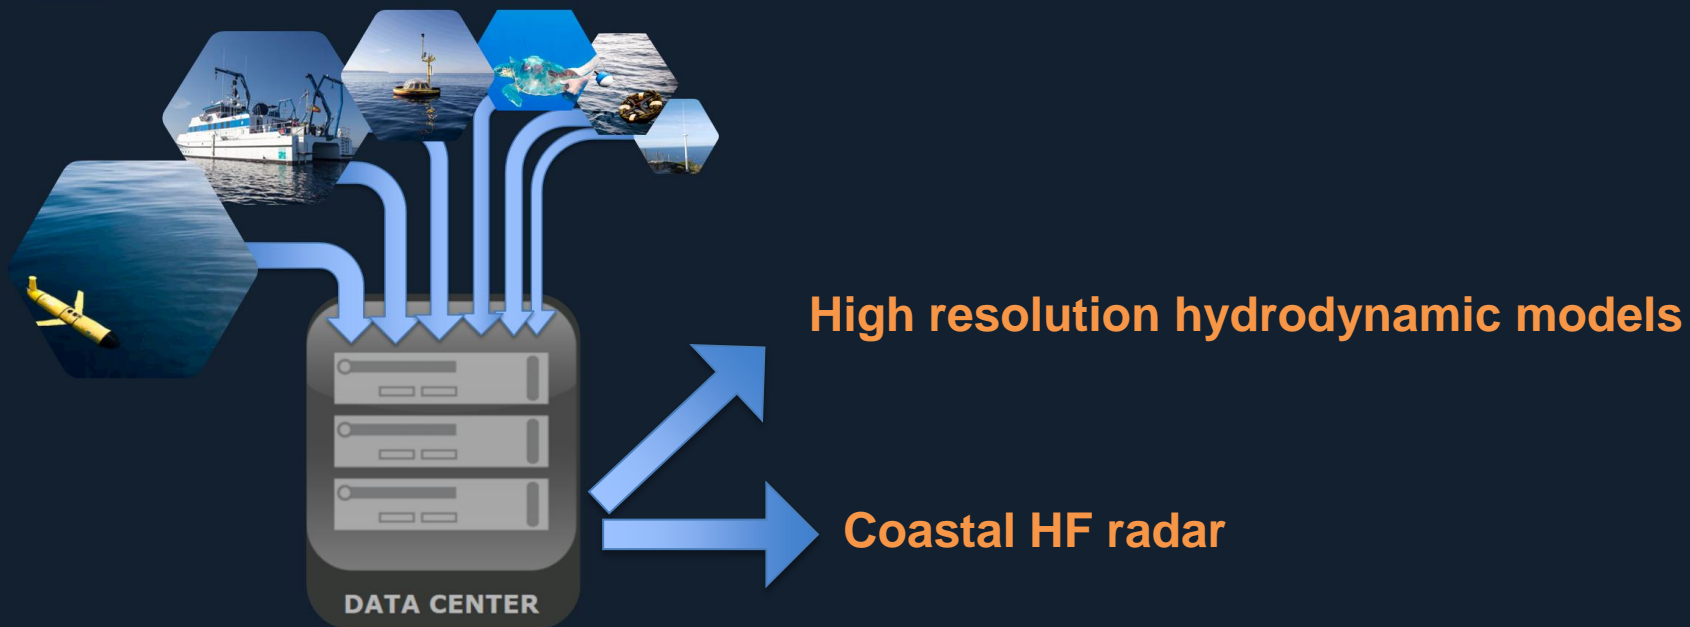 High resolution hydrodynamic models
Coastal HF radar
DATA CENTER